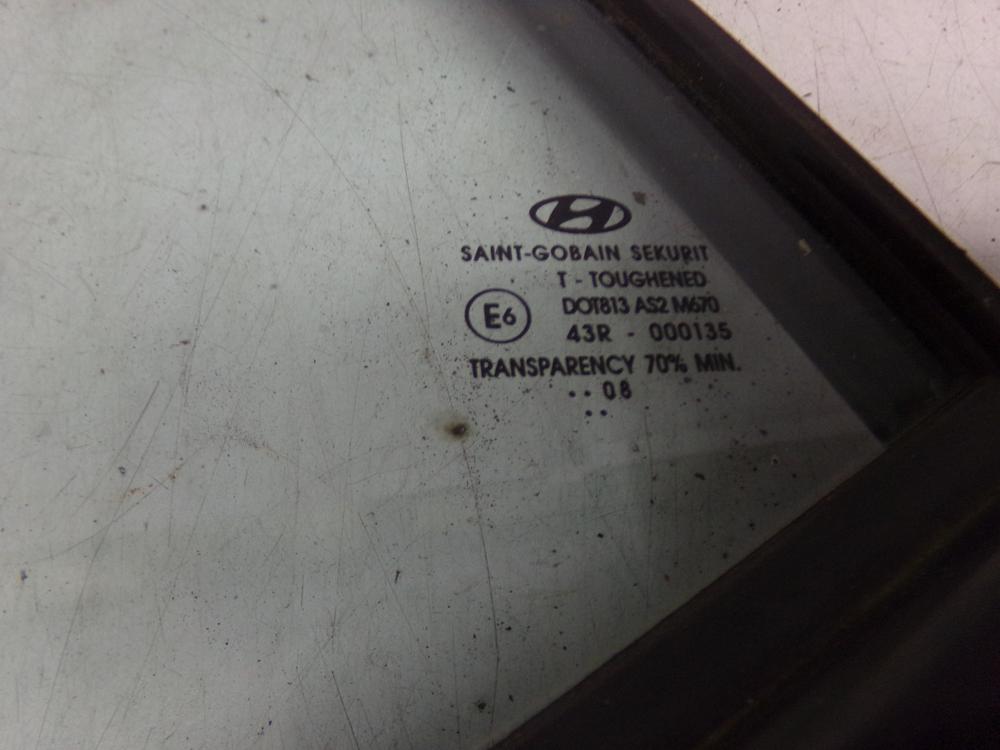 SAINT-GOBAIN SEKURIT
T - TOUGHENED
E6 DOT813 AS2 M670
43R - 000135
TRANSPARENCY 70% MIN.
.. 08
..